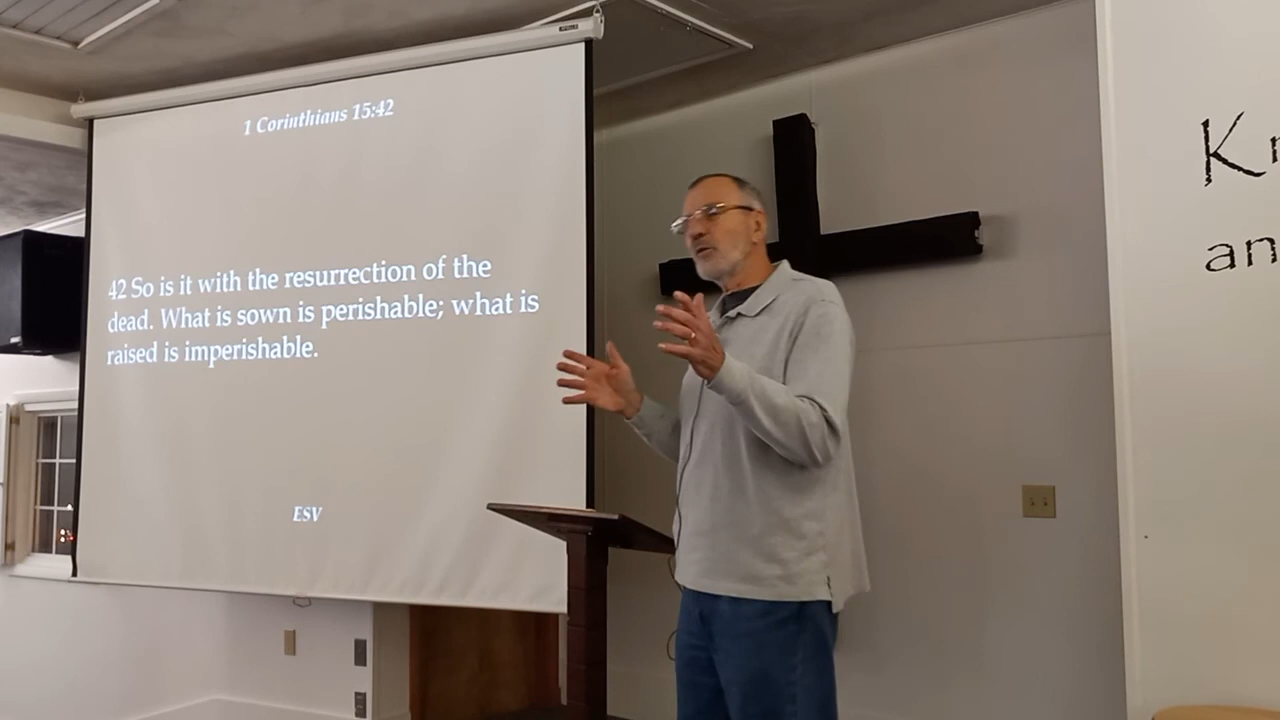 1 Corinthians 15:42
42 So is it with the resurrection of the
dead. What is sown is perishable; what is
raised is imperishable.
ESV